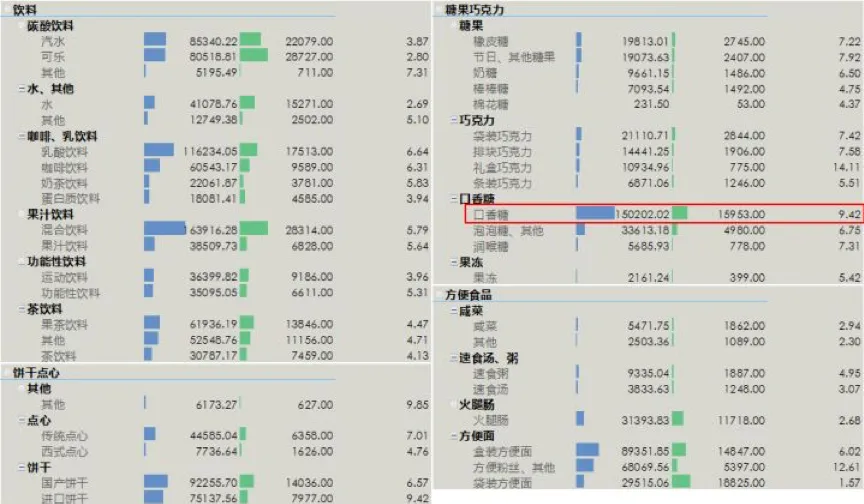 饮料
碳酸饮料
汽水 85340.22 22079.00 3.87
可乐 80518.81 28727.00 2.80
其他 5195.49 711.00 7.31
水、其他
水 41078.76 15271.00 2.69
其他 12749.38 2502.00 5.10
咖啡、乳饮料
乳酸饮料 116234.05 17513.00 6.64
咖啡饮料 60543.17 9589.00 6.31
奶茶饮料 22061.87 3781.00 5.83
蛋白质饮料 18081.41 4585.00 3.94
果汁饮料
混合饮料 163916.28 28314.00 5.79
果汁饮料 38509.73 6828.00 5.64
功能性饮料
运动饮料 36399.82 9186.00 3.96
功能性饮料 35095.05 6611.00 5.31
茶饮料
果茶饮料 61936.19 13846.00 4.47
其他 52548.76 11156.00 4.71
茶饮料 30787.17 7459.00 4.13
饼干点心
其他
其他 6173.27 627.00 9.85
点心
传统点心 44585.04 6358.00 7.01
西式点心 7736.64 1626.00 4.76
饼干
国产饼干 92255.70 14036.00 6.57
进口饼干 75137.56 7977.00 9.42
糖果巧克力
糖果
橡皮糖 19813.01 2745.00 7.22
节日、其他糖果 19073.63 2407.00 7.92
奶糖 9661.15 1486.00 6.50
棒棒糖 7093.54 1492.00 4.75
棉花糖 231.50 53.00 4.37
巧克力
袋装巧克力 21110.71 2844.00 7.42
排块巧克力 14441.25 1906.00 7.58
礼盒巧克力 10934.96 775.00 14.11
条装巧克力 6871.06 1246.00 5.51
口香糖
口香糖 150202.02 15953.00 9.42
泡泡糖、其他 33613.18 4980.00 6.75
润喉糖 5685.93 778.00 7.31
果冻
果冻 2161.24 399.00 5.42
方便食品
咸菜
咸菜 5471.75 1862.00 2.94
其他 2503.36 1089.00 2.30
速食汤、粥
速食粥 9335.04 1887.00 4.95
速食汤 3833.63 1248.00 3.07
火腿肠
火腿肠 31393.83 11718.00 2.68
方便面
盒装方便面 89351.85 14847.00 6.02
方便粉丝、其他 68069.56 5397.00 12.61
袋装方便面 29515.06 18825.00 1.57